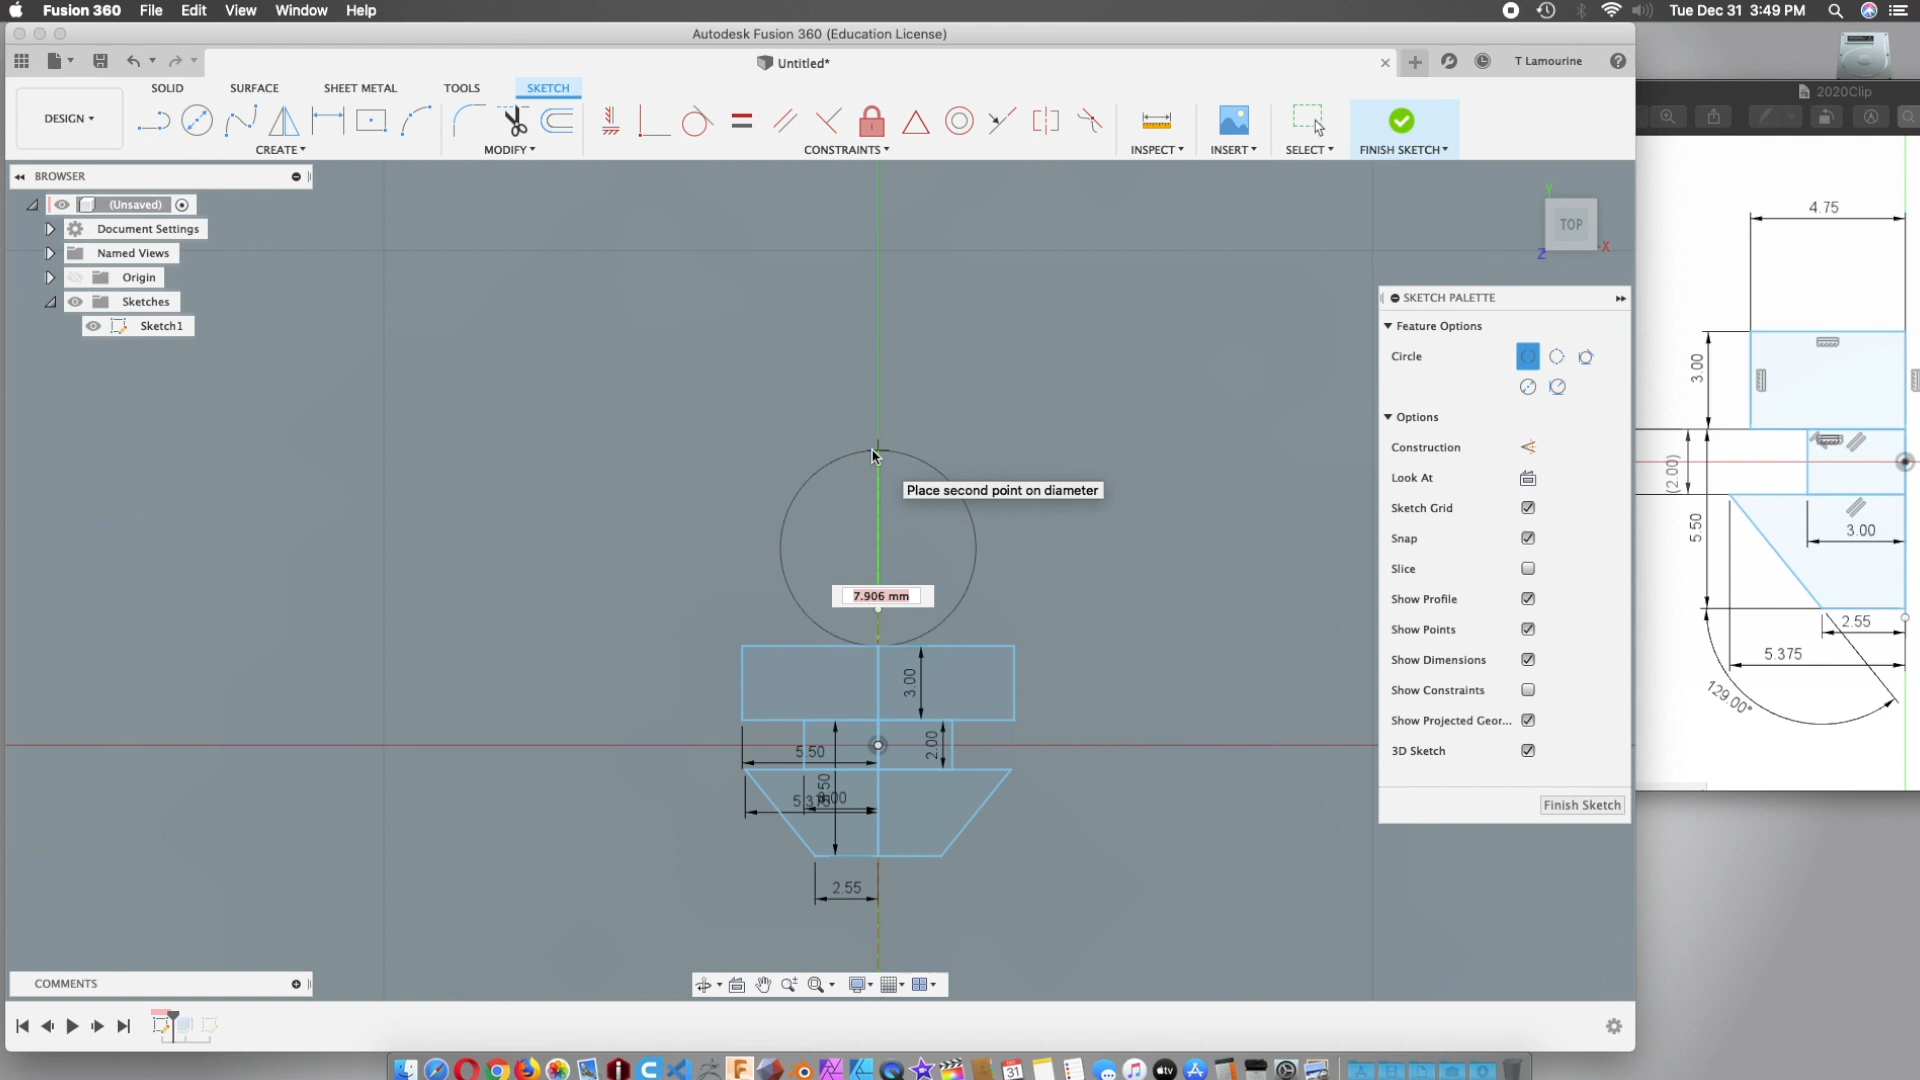 Fusion 360 File Edit View Window Help
Tue Dec 31 3:49 PM
Autodesk Fusion 360 (Education License)
Untitled*
T Lamourine
2020Clip
SOLID SURFACE SHEET METAL TOOLS SKETCH
DESIGN
CREATE MODIFY CONSTRAINTS INSPECT INSERT SELECT FINISH SKETCH
BROWSER
(Unsaved)
Document Settings
Named Views
Origin
Sketches
Sketch1
TOP
Y
Z
X
SKETCH PALETTE
Feature Options
Circle
Options
Construction
Look At
Sketch Grid
Snap
Slice
Show Profile
Show Points
Show Dimensions
Show Constraints
Show Projected Geor...
3D Sketch
Finish Sketch
Place second point on diameter
7.906 mm
3.00
5.50
2.00
2.55
4.75
3.00
(2.00)
5.50
3.00
2.55
5.375
129.00°
COMMENTS
31
tv